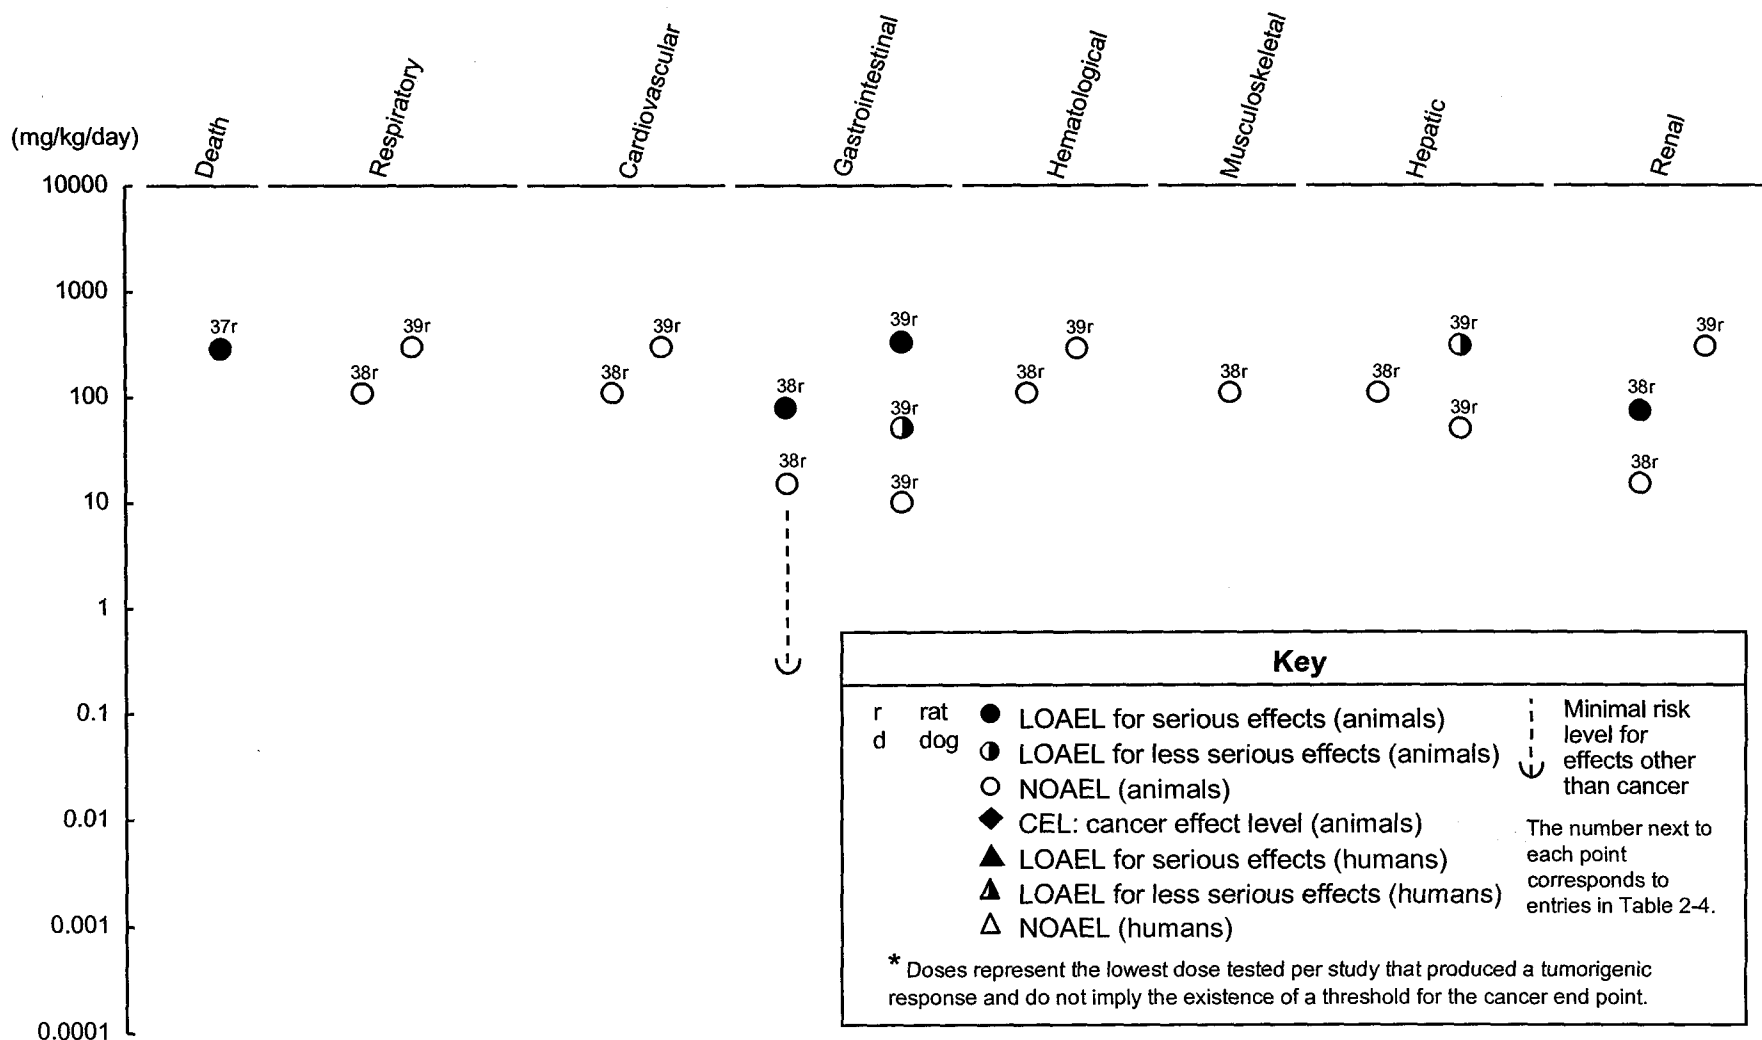 (mg/kg/day)
Death
Respiratory
Cardiovascular
Gastrointestinal
Hematological
Musculoskeletal
Hepatic
Renal
10000
1000
37r
39r
39r
39r
39r
39r
39r
38r
38r
38r
38r
38r
38r
38r
100
39r
39r
38r
39r
38r
10
1
0.1
0.01
0.001
0.0001
Key
r rat
d dog
LOAEL for serious effects (animals)
LOAEL for less serious effects (animals)
NOAEL (animals)
CEL: cancer effect level (animals)
LOAEL for serious effects (humans)
LOAEL for less serious effects (humans)
NOAEL (humans)
Minimal risk
level for
effects other
than cancer
The number next to
each point
corresponds to
entries in Table 2-4.
* Doses represent the lowest dose tested per study that produced a tumorigenic
response and do not imply the existence of a threshold for the cancer end point.